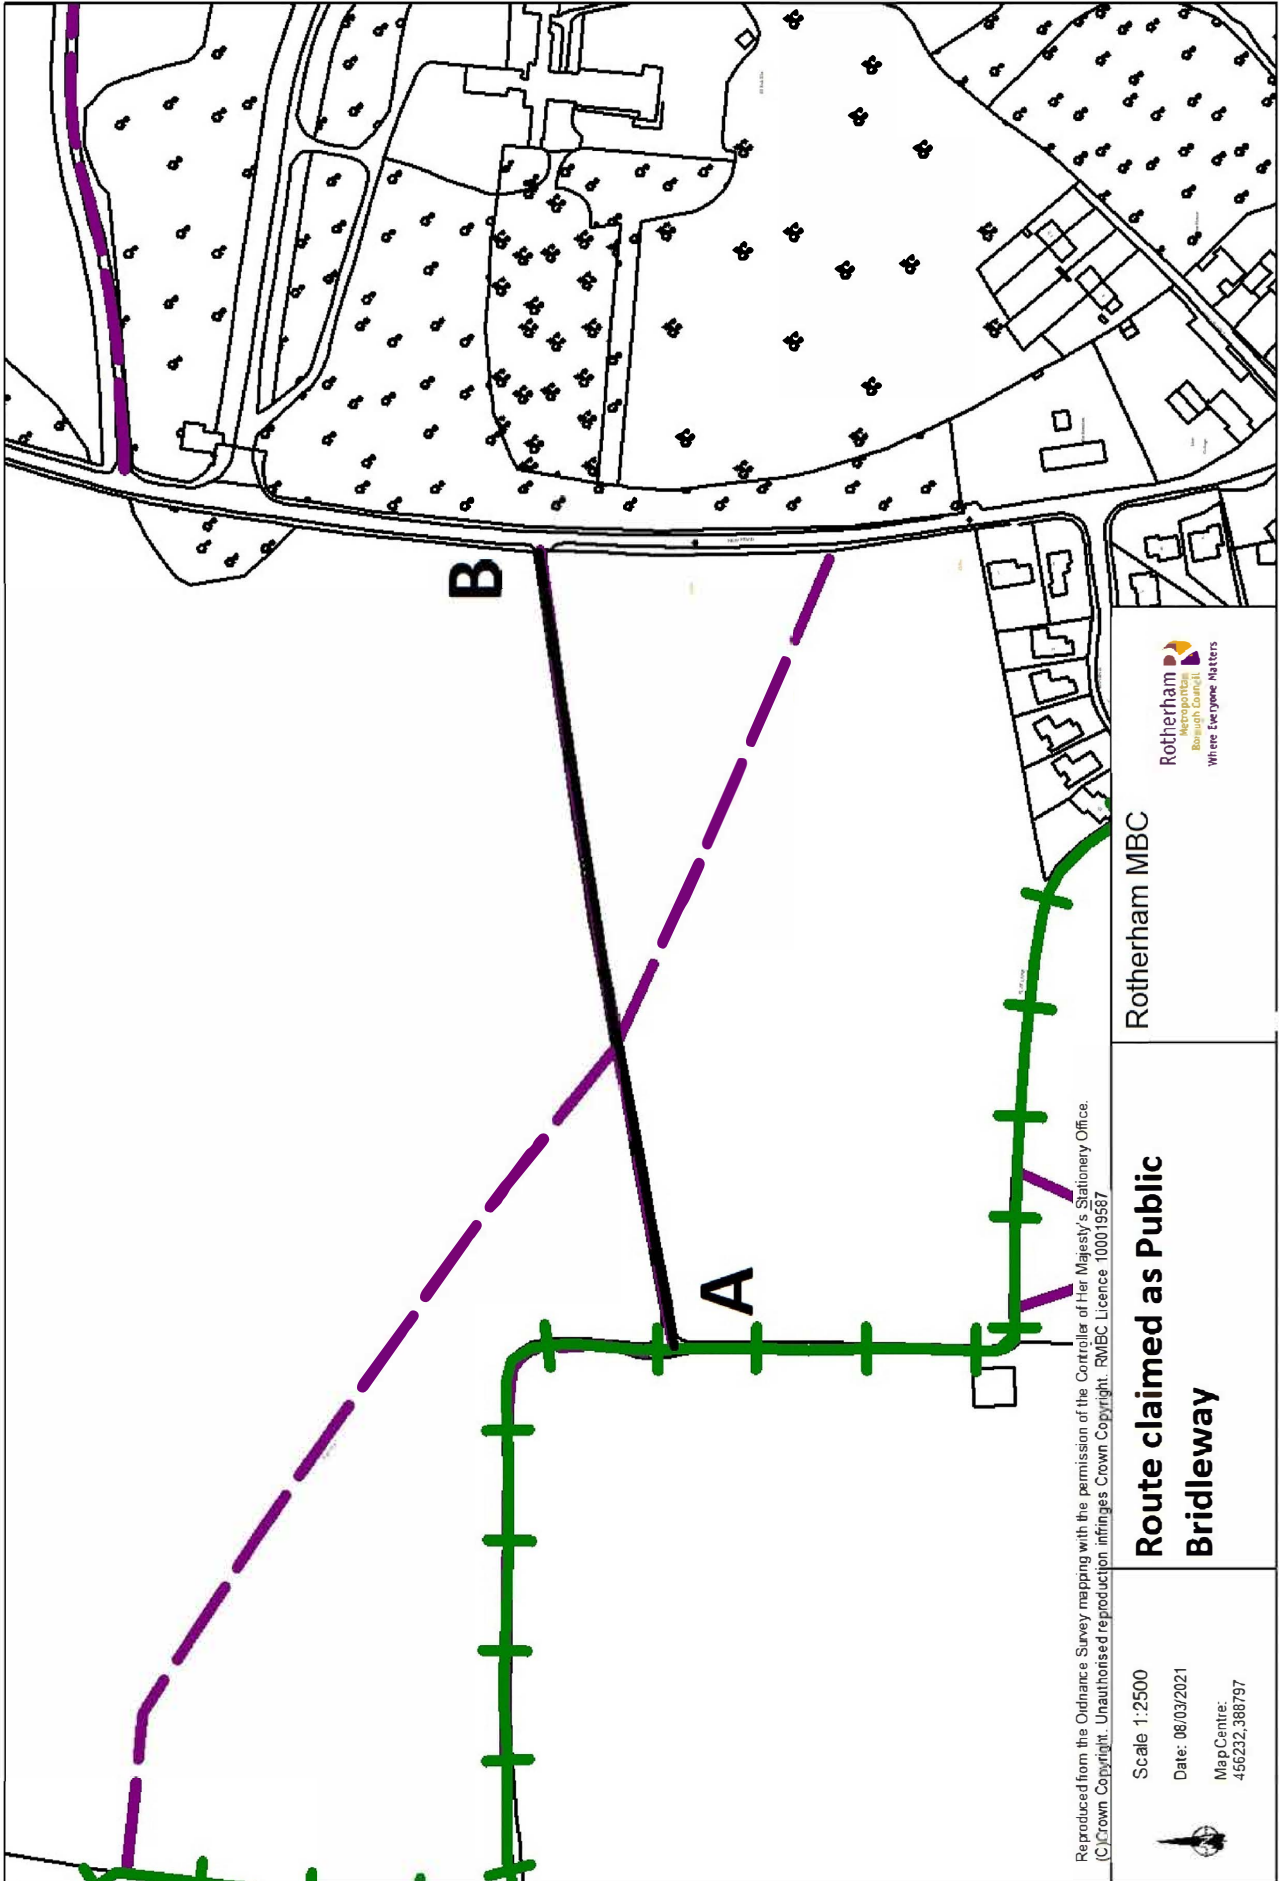 B
A
Reproduced from the Ordnance Survey mapping with the permission of the Controller of Her Majesty's Stationery Office.
(C)Crown Copyright. Unauthorised reproduction infringes Crown Copyright. RMBC Licence 100019587
Scale 1:2500
Date: 08/03/2021
Map Centre:
456232,388797
Route claimed as Public
Bridleway
Rotherham MBC
Rotherham
Metropolitan
Borough Council
Where Everyone Matters